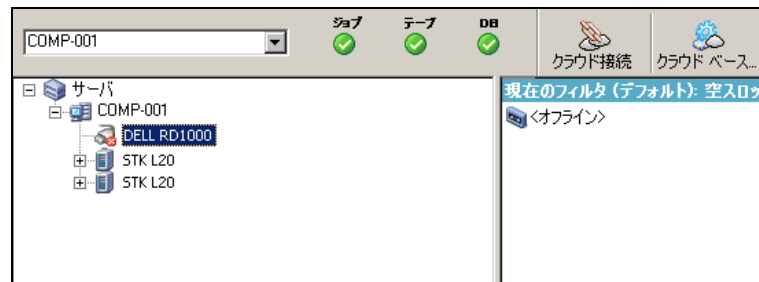 ジョブ テープ DB
COMP-001
クラウド接続 クラウド ベース...
サーバ
COMP-001
DELL RD1000
STK L20
STK L20
現在のフィルタ (デフォルト): 空スロッ
<オフライン>